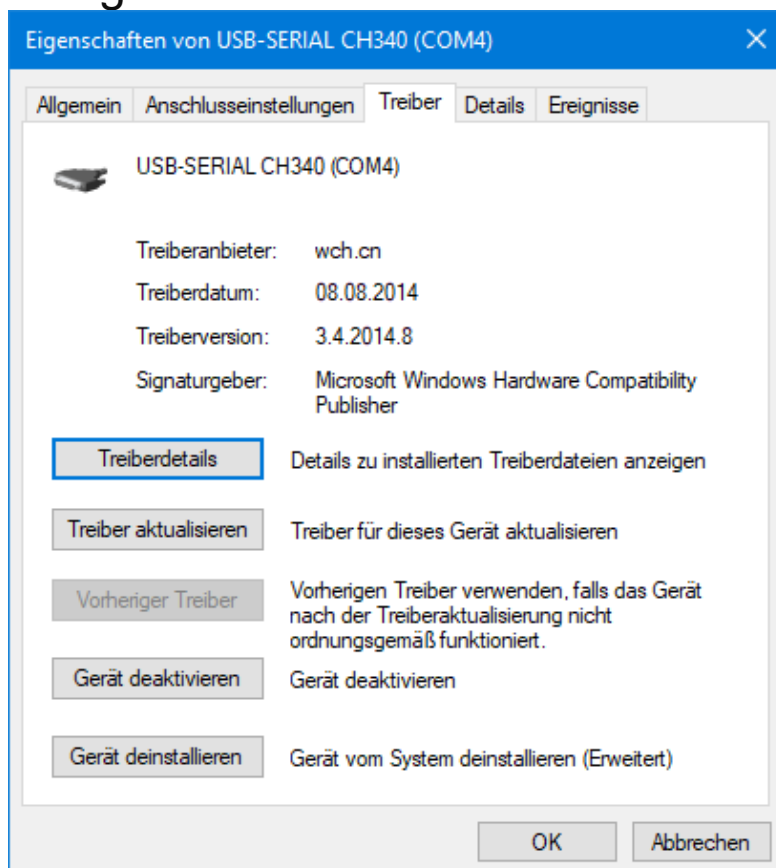 Eigenschaften von USB-SERIAL CH340 (COM4)
Allgemein Anschlusseinstellungen Treiber Details Ereignisse
USB-SERIAL CH340 (COM4)
Treiberanbieter: wch.cn
Treiberdatum: 08.08.2014
Treiberversion: 3.4.2014.8
Signaturgeber: Microsoft Windows Hardware Compatibility
Publisher
Treiberdetails Details zu installierten Treiberdateien anzeigen
Treiber aktualisieren Treiber für dieses Gerät aktualisieren
Vorheriger Treiber Vorherigen Treiber verwenden, falls das Gerät
nach der Treiberaktualisierung nicht
ordnungsgemäß funktioniert.
Gerät deaktivieren Gerät deaktivieren
Gerät deinstallieren Gerät vom System deinstallieren (Erweitert)
OK Abbrechen